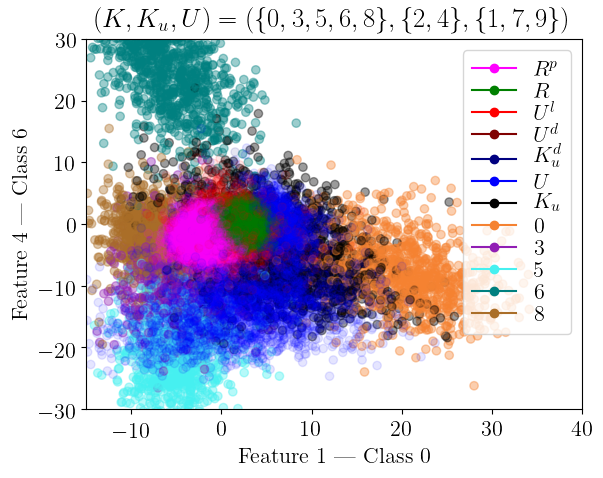 (K, K_u, U) = ({0, 3, 5, 6, 8}, {2, 4}, {1, 7, 9})
30
20
10
0
−10
−20
−30
Feature 4 — Class 6
−10
0
10
20
30
40
Feature 1 — Class 0
R^p
R
U^l
U^d
K_u^d
U
K_u
0
3
5
6
8